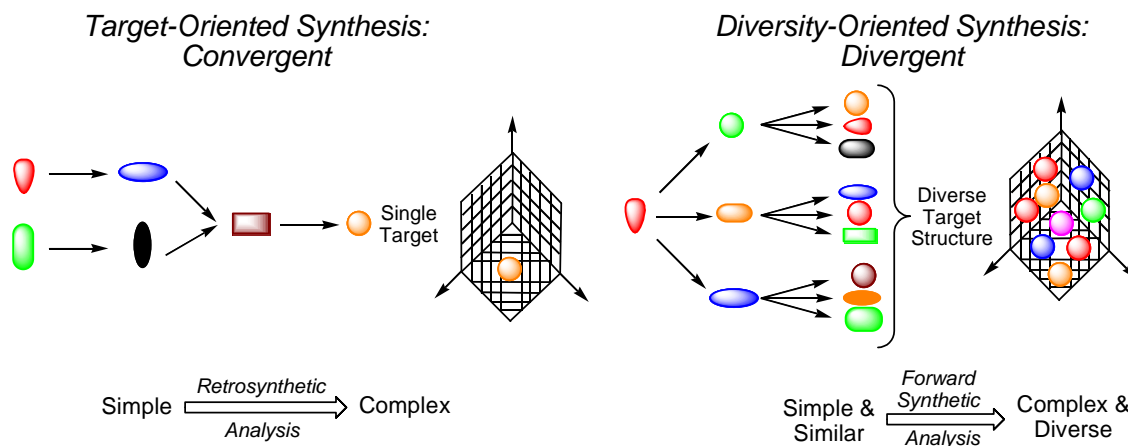 Target-Oriented Synthesis:
Convergent
Single
Target
Retrosynthetic
Simple
Complex
Analysis
Diversity-Oriented Synthesis:
Divergent
Diverse
Target
Structure
Forward
Synthetic
Simple &
Similar
Complex &
Diverse
Analysis